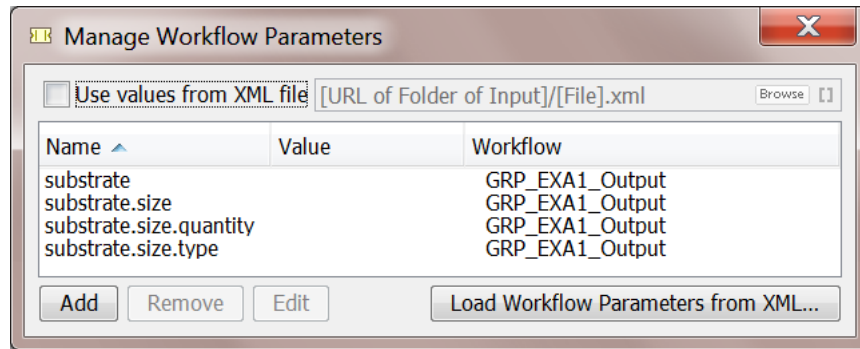 Manage Workflow Parameters
Use values from XML file [URL of Folder of Input]/[File].xml Browse []
Name Value Workflow
substrate GRP_EXA1_Output
substrate.size GRP_EXA1_Output
substrate.size.quantity GRP_EXA1_Output
substrate.size.type GRP_EXA1_Output
Add Remove Edit Load Workflow Parameters from XML...